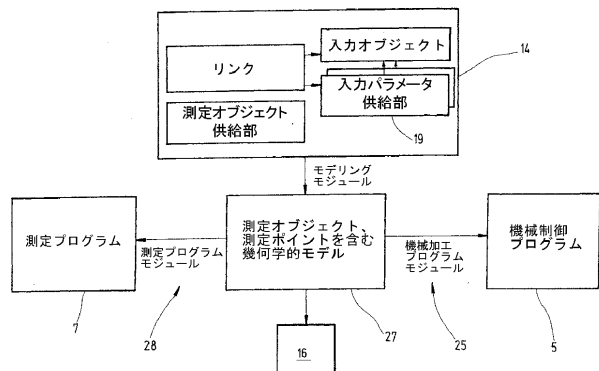 入力オブジェクト
リンク
14
入力パラメータ
供給部
測定オブジェクト
供給部
19
モデリング
モジュール
測定プログラム
測定オブジェクト、
測定ポイントを含む
幾何学的モデル
機械制御
プログラム
測定プログラム
モジュール
機械加工
プログラム
モジュール
7
28
27
25
5
16